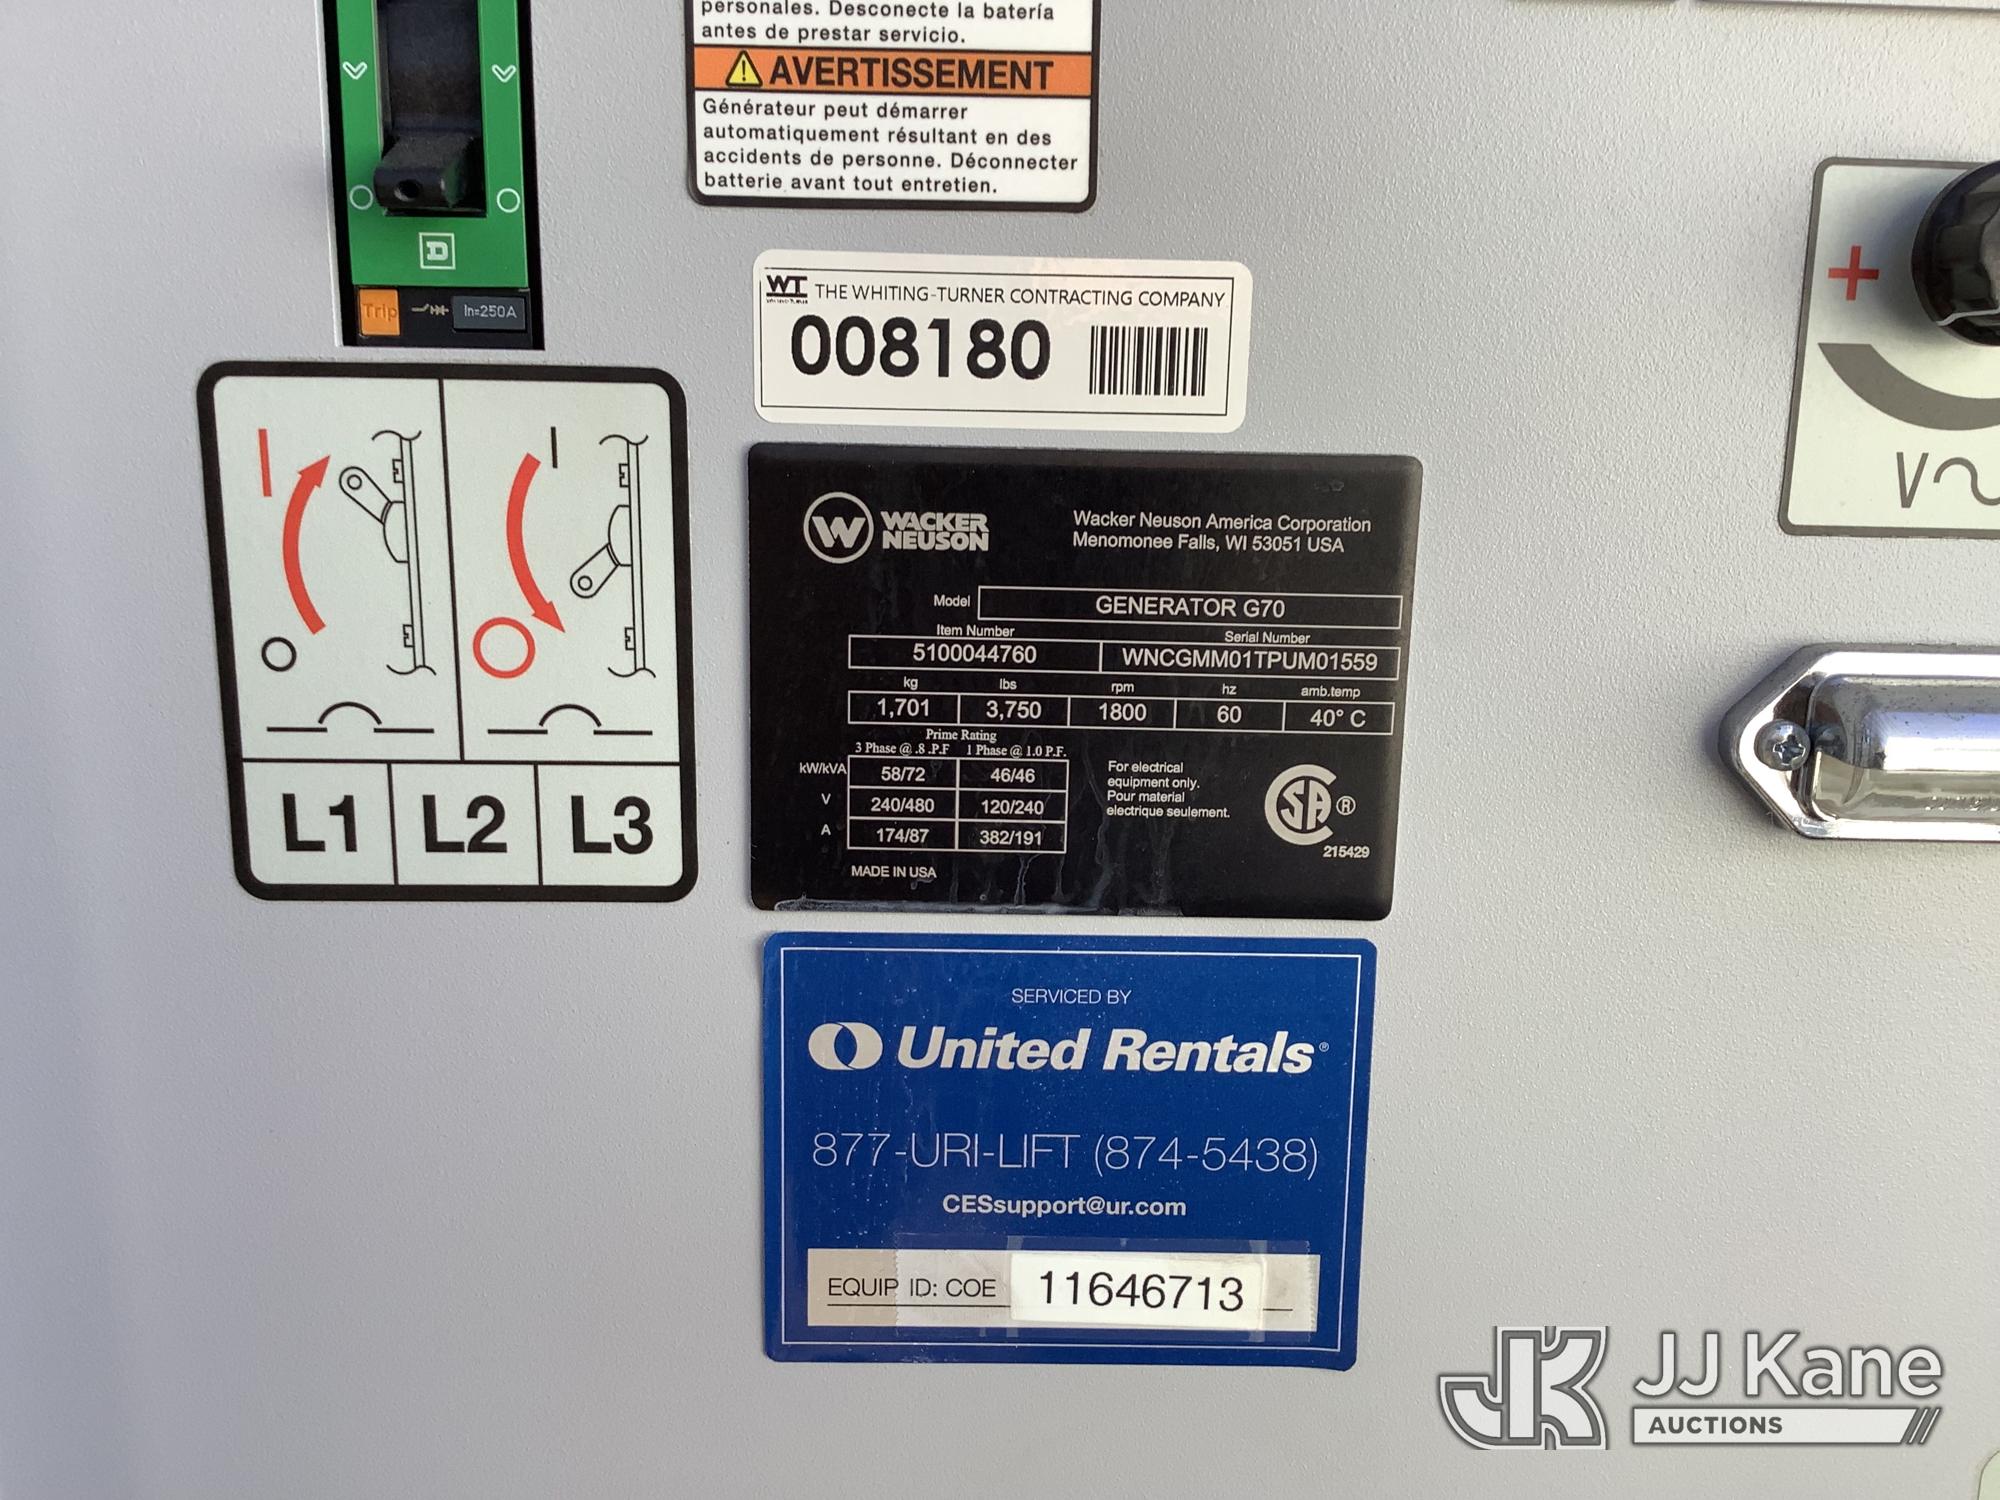 personales. Desconecte la batería
antes de prestar servicio.
AVERTISSEMENT
Générateur peut démarrer
automatiquement résultant en des
accidents de personne. Déconnecter
batterie avant tout entretien.
D
Trip
In=250A
WT THE WHITING-TURNER CONTRACTING COMPANY
008180
L1 L2 L3
W WACKER
NEUSON
Wacker Neuson America Corporation
Menomonee Falls, WI 53051 USA
Model GENERATOR G70
Item Number Serial Number
5100044760 WNCGMM01TPUM01559
kg lbs rpm hz amb.temp
1,701 3,750 1800 60 40° C
Prime Rating
3 Phase @ .8 .P.F 1 Phase @ 1.0 P.F.
kW/kVA 58/72 46/46
V 240/480 120/240
A 174/87 382/191
For electrical
equipment only.
Pour material
electrique seulement.
SA ®
215429
MADE IN USA
+
V~
SERVICED BY
United Rentals®
877-URI-LIFT (874-5438)
CESsupport@ur.com
EQUIP ID: COE 11646713
JK JJ Kane
AUCTIONS